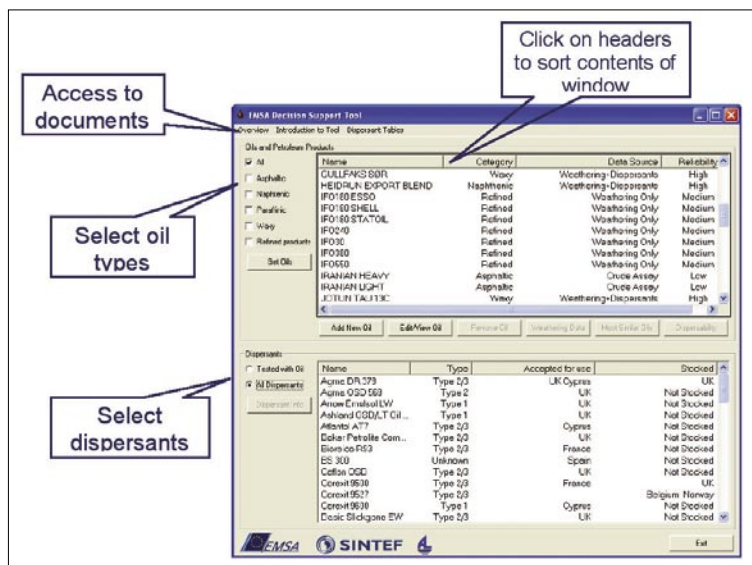 Click on headers
to sort contents of
window
Access to
documents
EMSA Decision Support Tool
Overview Introduction to Tool Dispersant Tables
Oils and Petroleum Products
All
Asphaltic
Napthenic
Paraffinic
Waxy
Refined products
Get Oils
Select oil
types
Name Category Data Source Reliability
GULLFAKS SØR Waxy Weathering+Dispersants High
HEIDRUN EXPORT BLEND Naphthenic Weathering+Dispersants High
IFO180 ESSO Refined Weathering Only Medium
IFO180 SHELL Refined Weathering Only Medium
IFO180 STATOIL Refined Weathering Only Medium
IFO240 Refined Weathering Only Medium
IFO30 Refined Weathering Only Medium
IFO380 Refined Weathering Only Medium
IFO550 Refined Weathering Only Medium
IRANIAN HEAVY Asphaltic Crude Assay Low
IRANIAN LIGHT Asphaltic Crude Assay Low
JOTUN TAU 13C Waxy Weathering+Dispersants High
Add New Oil Edit/View Oil Remove Oil Weathering Data Most Similar Oils Dispersability
Dispersants
Tested with Oil
All Dispersants
Dispersant Info
Select
dispersants
Name Type Accepted for use Stocked
Agma DR 379 Type 2/3 UK Cyprus UK
Agma OSD 569 Type 2 UK Not Stocked
Arrow Emulsol LW Type 1 UK Not Stocked
Ashland OSD/LT Oil ... Type 1 UK Not Stocked
Atlantol AT7 Type 2/3 Cyprus Not Stocked
Baker Petrolite Com... Type 2/3 UK Not Stocked
Bioreico R93 Type 2/3 France Not Stocked
BS 300 Unknown Spain Not Stocked
Caflon OSD Type 2/3 UK Not Stocked
Corexit 9500 Type 2/3 France UK
Corexit 9527 Type 2/3 Belgium Norway
Corexit 9600 Type 1 Cyprus Not Stocked
Dasic Slickgone EW Type 2/3 UK Not Stocked
EMSA SINTEF Exit